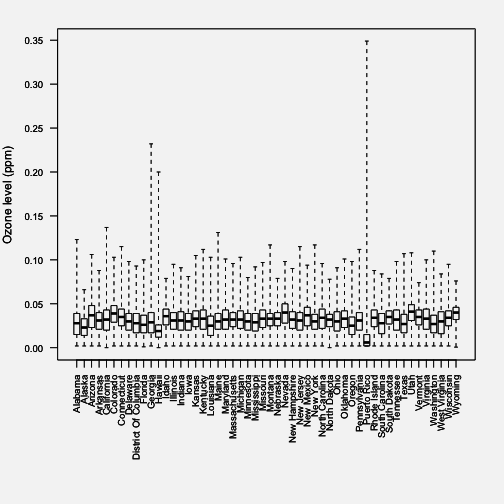 Ozone level (ppm)
0.35
0.30
0.25
0.20
0.15
0.10
0.05
0.00
Alabama
Alaska
Arizona
Arkansas
California
Colorado
Connecticut
Delaware
District Of Columbia
Florida
Georgia
Hawaii
Idaho
Illinois
Indiana
Iowa
Kansas
Kentucky
Louisiana
Maine
Maryland
Massachusetts
Michigan
Minnesota
Mississippi
Missouri
Montana
Nebraska
Nevada
New Hampshire
New Jersey
New Mexico
New York
North Carolina
North Dakota
Ohio
Oklahoma
Oregon
Pennsylvania
Puerto Rico
Rhode Island
South Carolina
South Dakota
Tennessee
Texas
Utah
Vermont
Virginia
Washington
West Virginia
Wisconsin
Wyoming